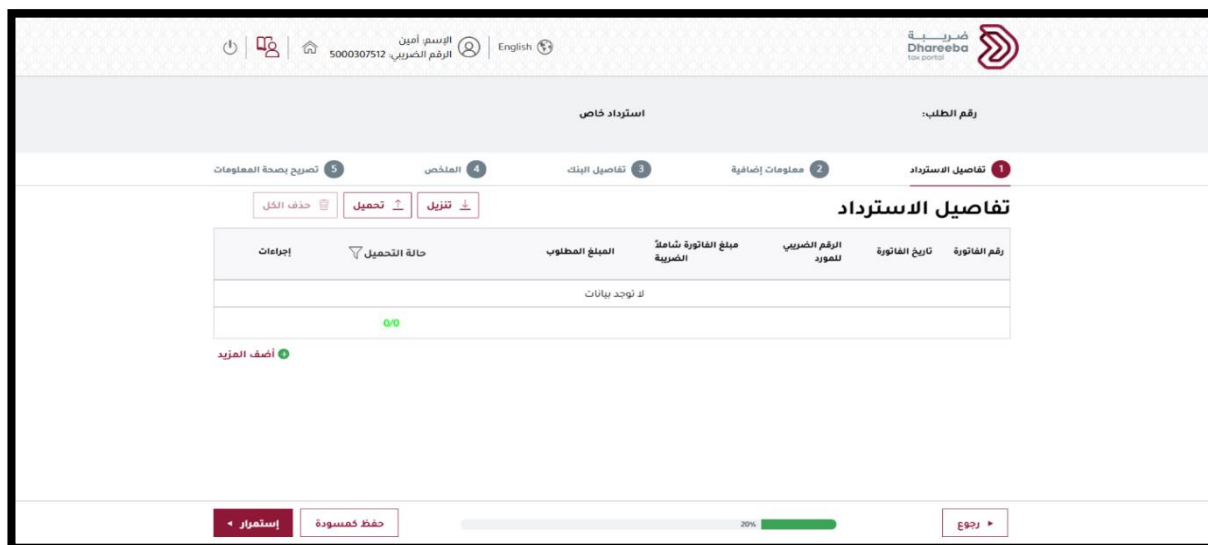 ضريبة
Dhareeba
tax portal
English
الإسم: أمين
الرقم الضريبي: 5000307512
رقم الطلب:
استرداد خاص
1 تفاصيل الاسترداد
2 معلومات إضافية
3 تفاصيل البنك
4 الملخص
5 تصريح بصحة المعلومات
تفاصيل الاسترداد
تنزيل
تحميل
حذف الكل
رقم الفاتورة
تاريخ الفاتورة
الرقم الضريبي
للمورد
مبلغ الفاتورة شاملاً
الضريبة
المبلغ المطلوب
حالة التحميل
إجراءات
لا توجد بيانات
0/0
أضف المزيد
رجوع
20%
حفظ كمسودة
إستمرار